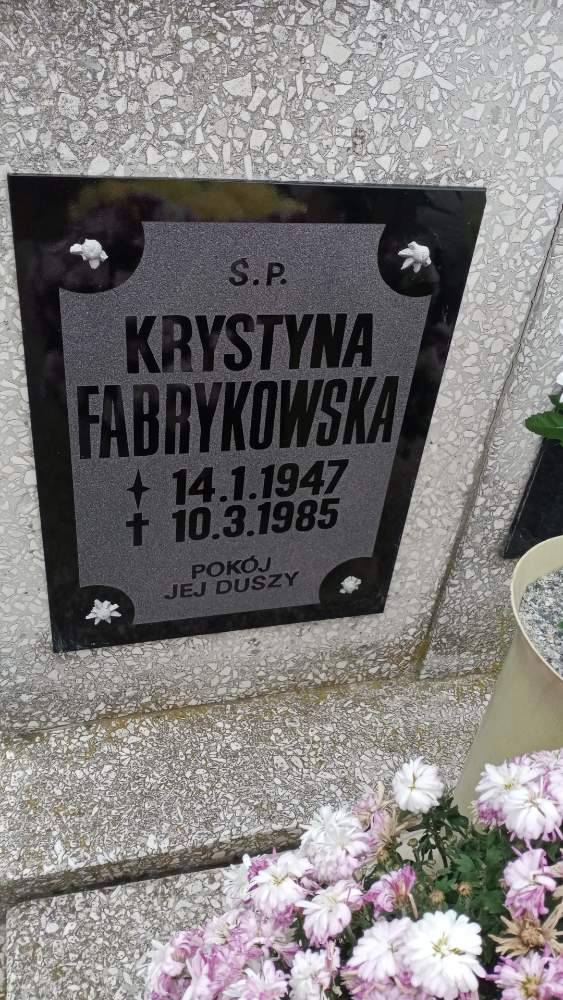 Ś.P.
KRYSTYNA
FABRYKOWSKA
14.1.1947
† 10.3.1985
POKÓJ
JEJ DUSZY